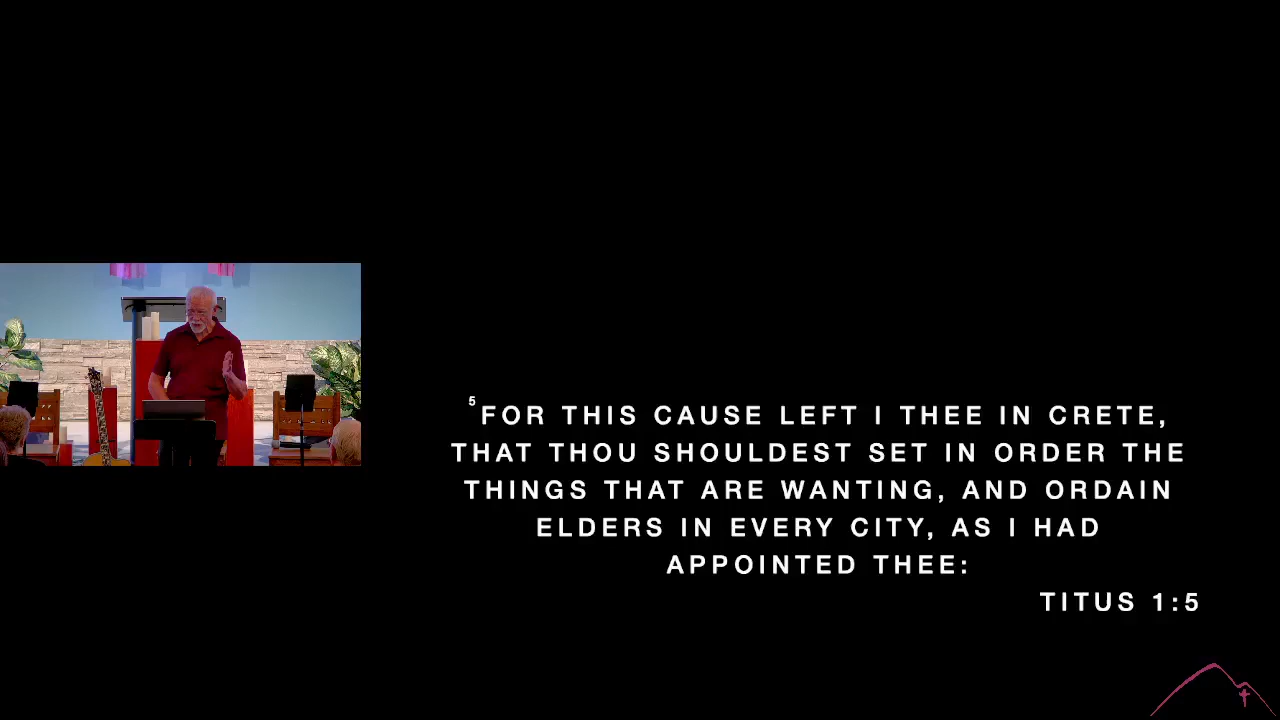 5FOR THIS CAUSE LEFT I THEE IN CRETE,
THAT THOU SHOULDEST SET IN ORDER THE
THINGS THAT ARE WANTING, AND ORDAIN
ELDERS IN EVERY CITY, AS I HAD
APPOINTED THEE:
TITUS 1:5